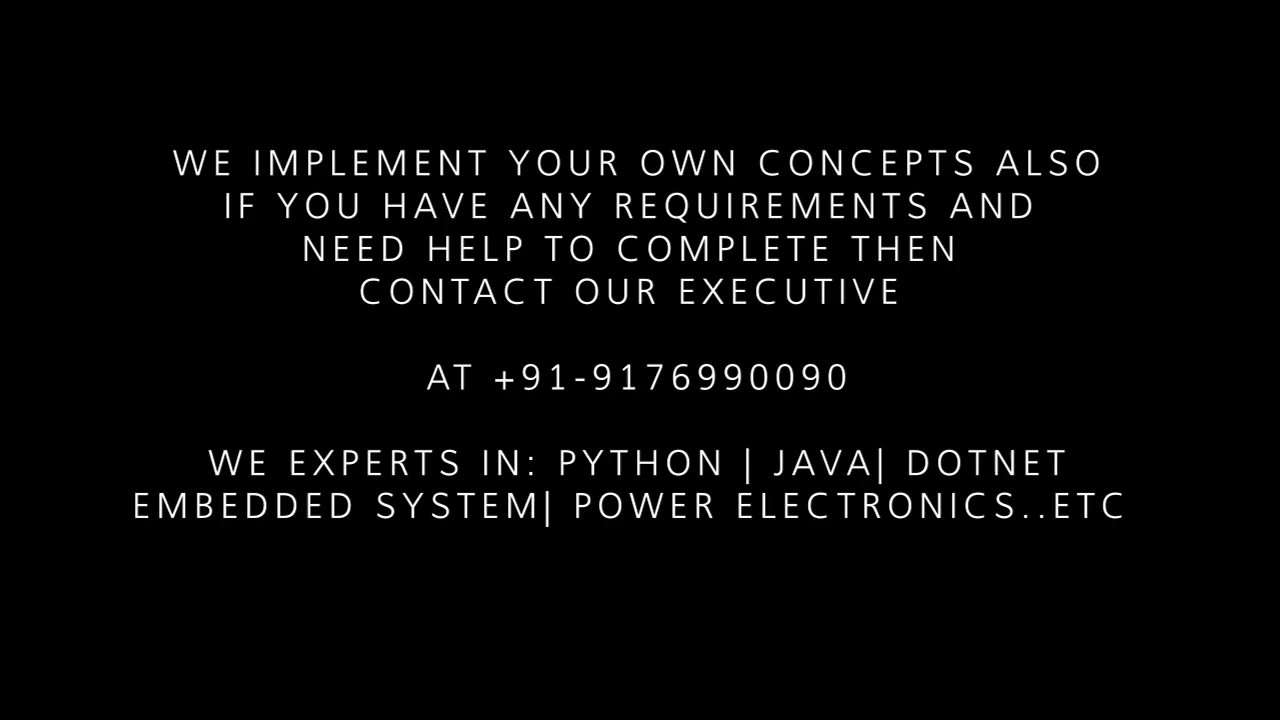 WE IMPLEMENT YOUR OWN CONCEPTS ALSO
IF YOU HAVE ANY REQUIREMENTS AND
NEED HELP TO COMPLETE THEN
CONTACT OUR EXECUTIVE
AT +91-9176990090
WE EXPERTS IN: PYTHON | JAVA| DOTNET
EMBEDDED SYSTEM| POWER ELECTRONICS..ETC